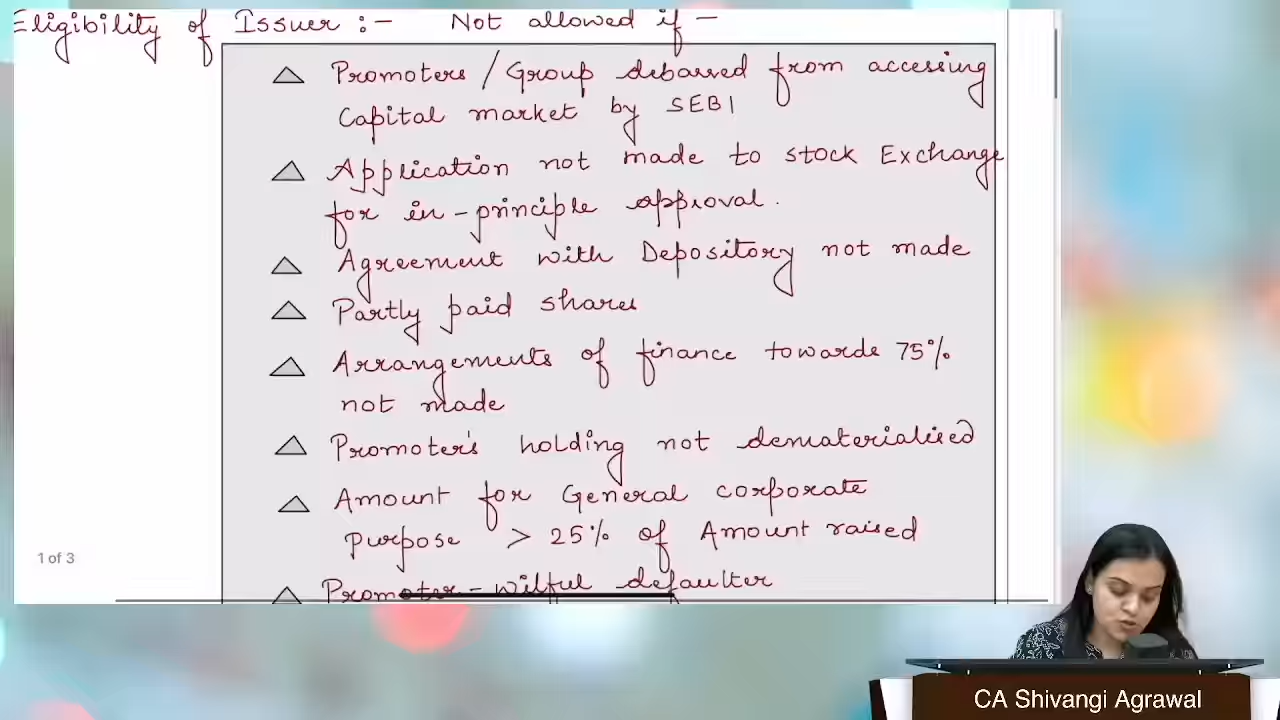 Eligibility of Issuer :- Not allowed if -
Promoters / Group debarred from accessing
Capital market by SEBI
Application not made to stock Exchange
for in-principle approval.
Agreement with Depository not made
Partly paid shares
Arrangements of finance towards 75%
not made
Promoter's holding not dematerialised
Amount for General corporate
purpose > 25% of Amount raised
Promoter - wilful defaulter
1 of 3
CA Shivangi Agrawal